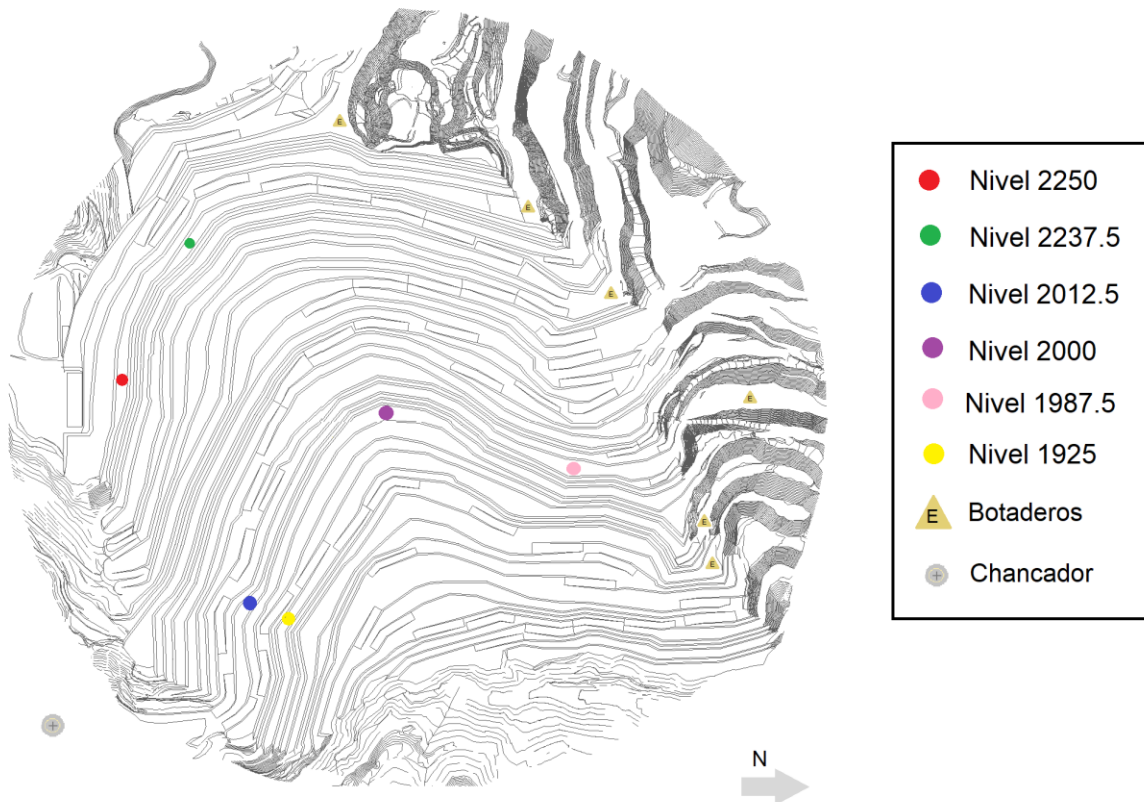 E
E
E
E
E
E
N
Nivel 2250
Nivel 2237.5
Nivel 2012.5
Nivel 2000
Nivel 1987.5
Nivel 1925
E Botaderos
Chancador